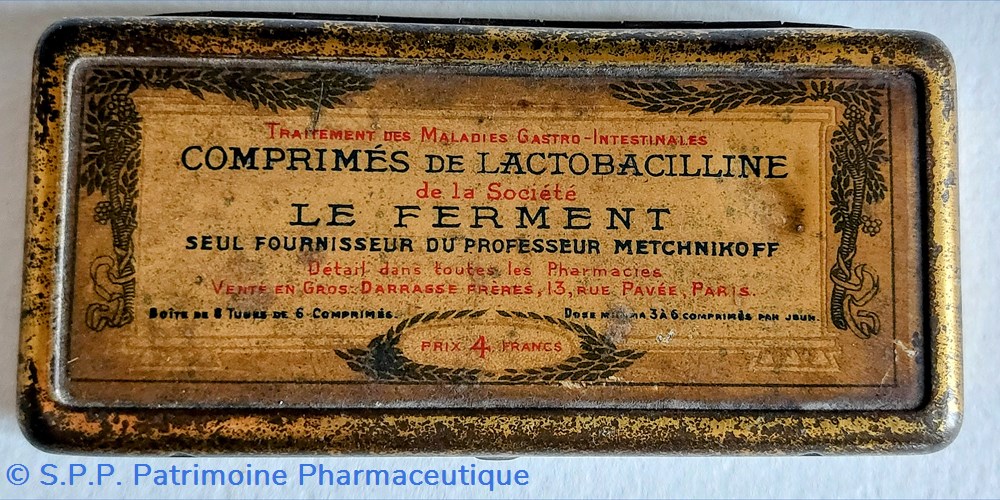 TRAITEMENT DES MALADIES GASTRO-INTESTINALES
COMPRIMÉS DE LACTOBACILLINE
de la Société
LE FERMENT
SEUL FOURNISSEUR DU PROFESSEUR METCHNIKOFF
Détail dans toutes les Pharmacies
VENTE EN GROS: DARRASSE FRÈRES, 13, RUE PAVÉE, PARIS.
BOÎTE DE 8 TUBES DE 6 COMPRIMÉS. DOSE 3 À 6 COMPRIMÉS PAR JOUR.
PRIX 4 FRANCS
© S.P.P. Patrimoine Pharmaceutique